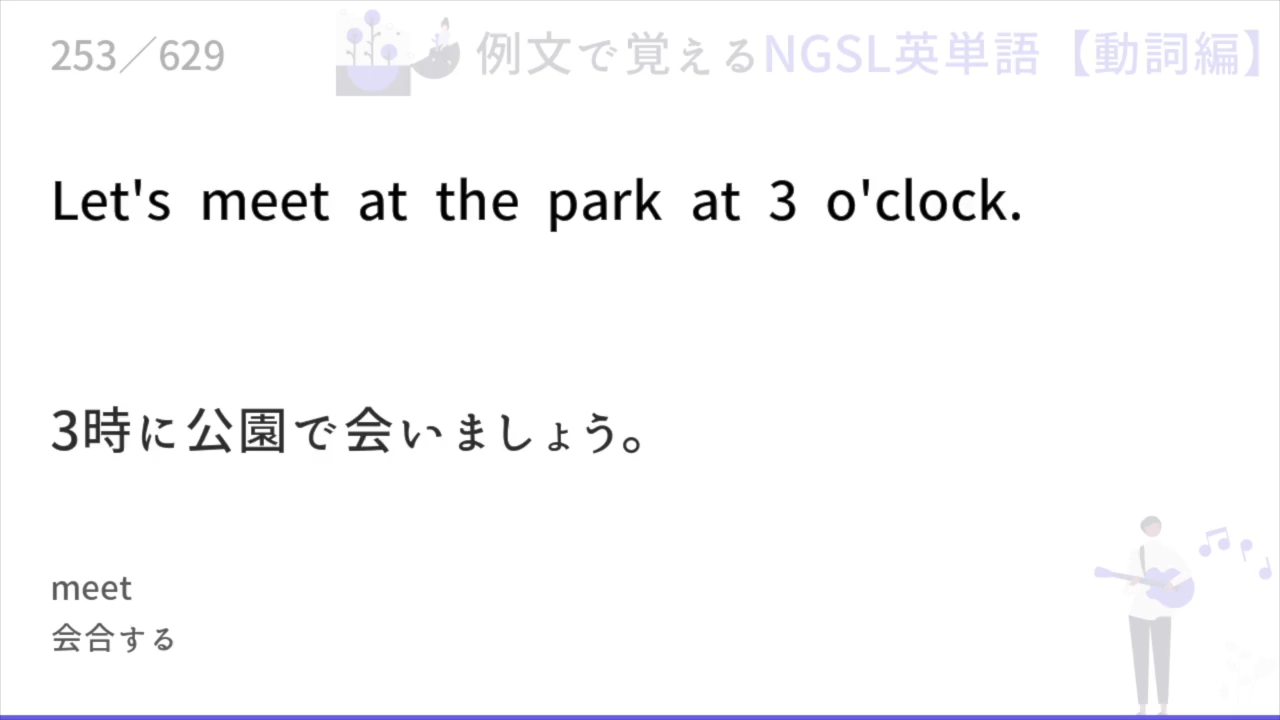 253／629
例文で覚えるNGSL英単語【動詞編】
Let's meet at the park at 3 o'clock.
3時に公園で会いましょう。
meet
会合する